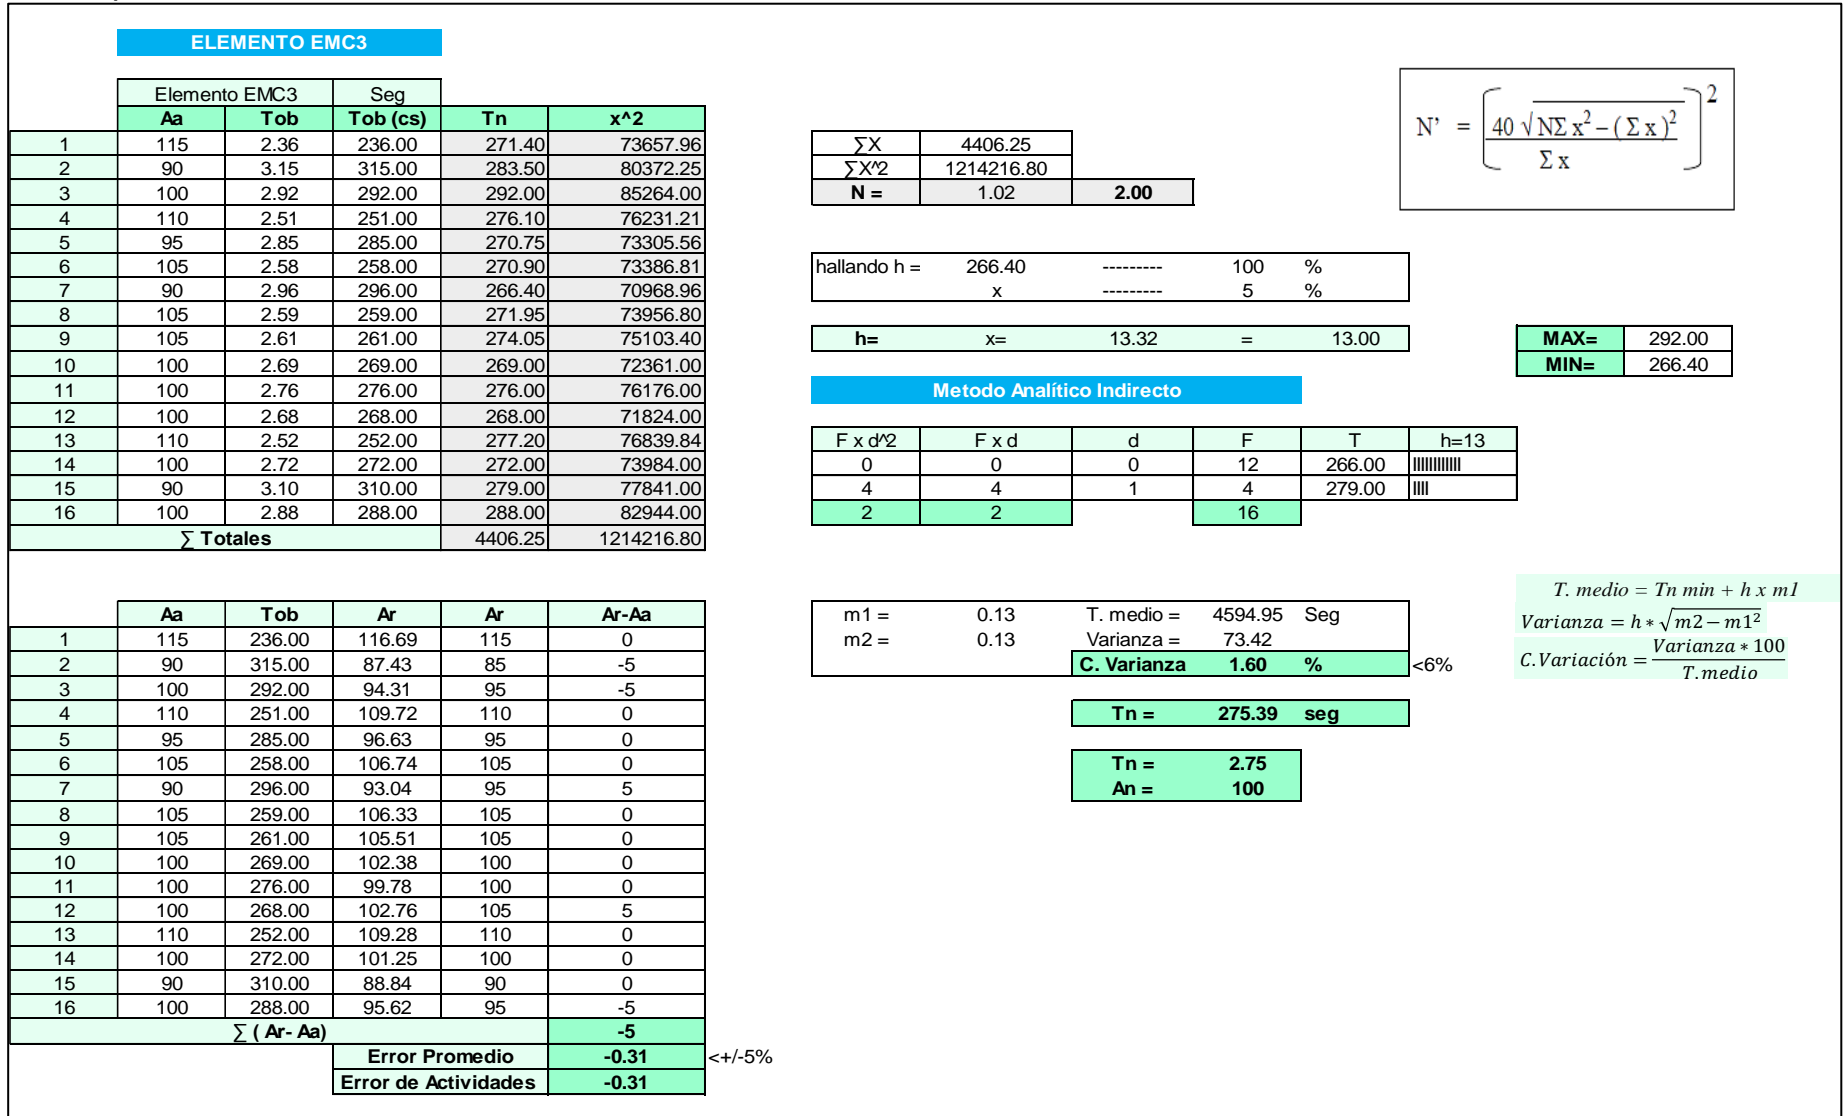 ELEMENTO EMC3
Elemento EMC3 Seg
Aa Tob Tob (cs) Tn x^2
1 115 2.36 236.00 271.40 73657.96
2 90 3.15 315.00 283.50 80372.25
3 100 2.92 292.00 292.00 85264.00
4 110 2.51 251.00 276.10 76231.21
5 95 2.85 285.00 270.75 73305.56
6 105 2.58 258.00 270.90 73386.81
7 90 2.96 296.00 266.40 70968.96
8 105 2.59 259.00 271.95 73956.80
9 105 2.61 261.00 274.05 75103.40
10 100 2.69 269.00 269.00 72361.00
11 100 2.76 276.00 276.00 76176.00
12 100 2.68 268.00 268.00 71824.00
13 110 2.52 252.00 277.20 76839.84
14 100 2.72 272.00 272.00 73984.00
15 90 3.10 310.00 279.00 77841.00
16 100 2.88 288.00 288.00 82944.00
∑ Totales 4406.25 1214216.80
∑X 4406.25
∑X^2 1214216.80
N = 1.02 2.00
N' = [40 √NΣ x² − (Σ x)² / Σ x]²
hallando h = 266.40 --------- 100 %
x --------- 5 %
h= x= 13.32 = 13.00
MAX= 292.00
MIN= 266.40
Metodo Analítico Indirecto
F x d^2 F x d d F T h=13
0 0 0 12 266.00 IIIIIIIIIIII
4 4 1 4 279.00 IIII
2 2 16
Aa Tob Ar Ar Ar-Aa
1 115 236.00 116.69 115 0
2 90 315.00 87.43 85 -5
3 100 292.00 94.31 95 -5
4 110 251.00 109.72 110 0
5 95 285.00 96.63 95 0
6 105 258.00 106.74 105 0
7 90 296.00 93.04 95 5
8 105 259.00 106.33 105 0
9 105 261.00 105.51 105 0
10 100 269.00 102.38 100 0
11 100 276.00 99.78 100 0
12 100 268.00 102.76 105 5
13 110 252.00 109.28 110 0
14 100 272.00 101.25 100 0
15 90 310.00 88.84 90 0
16 100 288.00 95.62 95 -5
∑ ( Ar- Aa) -5
Error Promedio -0.31 <+/-5%
Error de Actividades -0.31
m1 = 0.13 T. medio = 4594.95 Seg
m2 = 0.13 Varianza = 73.42
C. Varianza 1.60 % <6%
Tn = 275.39 seg
Tn = 2.75
An = 100
T. medio = Tn min + h x m1
Varianza = h * √m2 − m1²
C.Variación = Varianza * 100 / T.medio